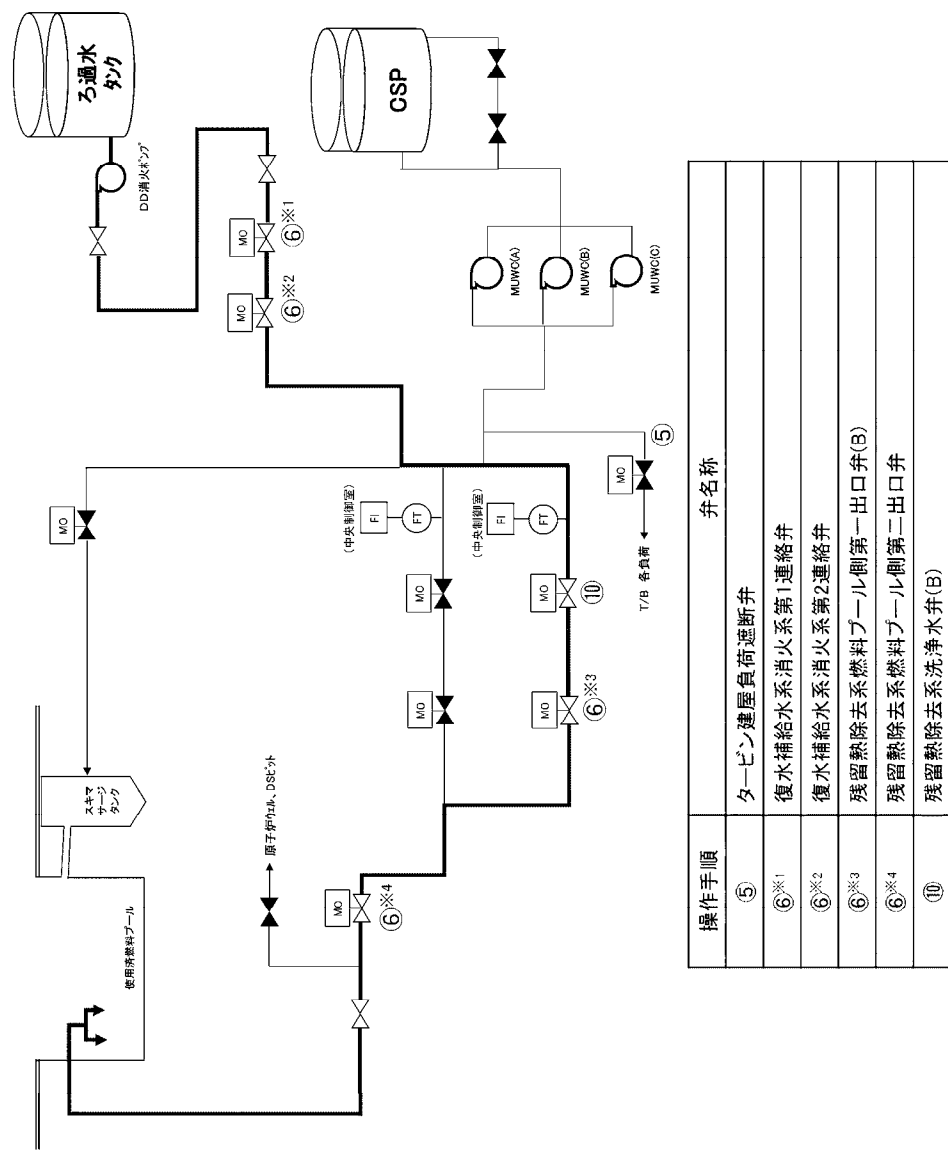 ろ過水
タンク
DD消火ポンプ
CSP
MO
⑥※1
MO
⑥※2
MUWC(A)
MUWC(B)
MUWC(C)
MO
(中央制御室)
FI
FT
(中央制御室)
FI
FT
MO
⑤
T/B 各負荷
MO
MO
⑩
MO
MO
⑥※3
スキマ
サージ
タンク
原子炉ウェル、DSピット
MO
⑥※4
使用済燃料プール
操作手順 弁名称
⑤ タービン建屋負荷遮断弁
⑥※1 復水補給水系消火系第1連絡弁
⑥※2 復水補給水系消火系第2連絡弁
⑥※3 残留熱除去系燃料プール側第一出口弁(B)
⑥※4 残留熱除去系燃料プール側第二出口弁
⑩ 残留熱除去系洗浄水弁(B)